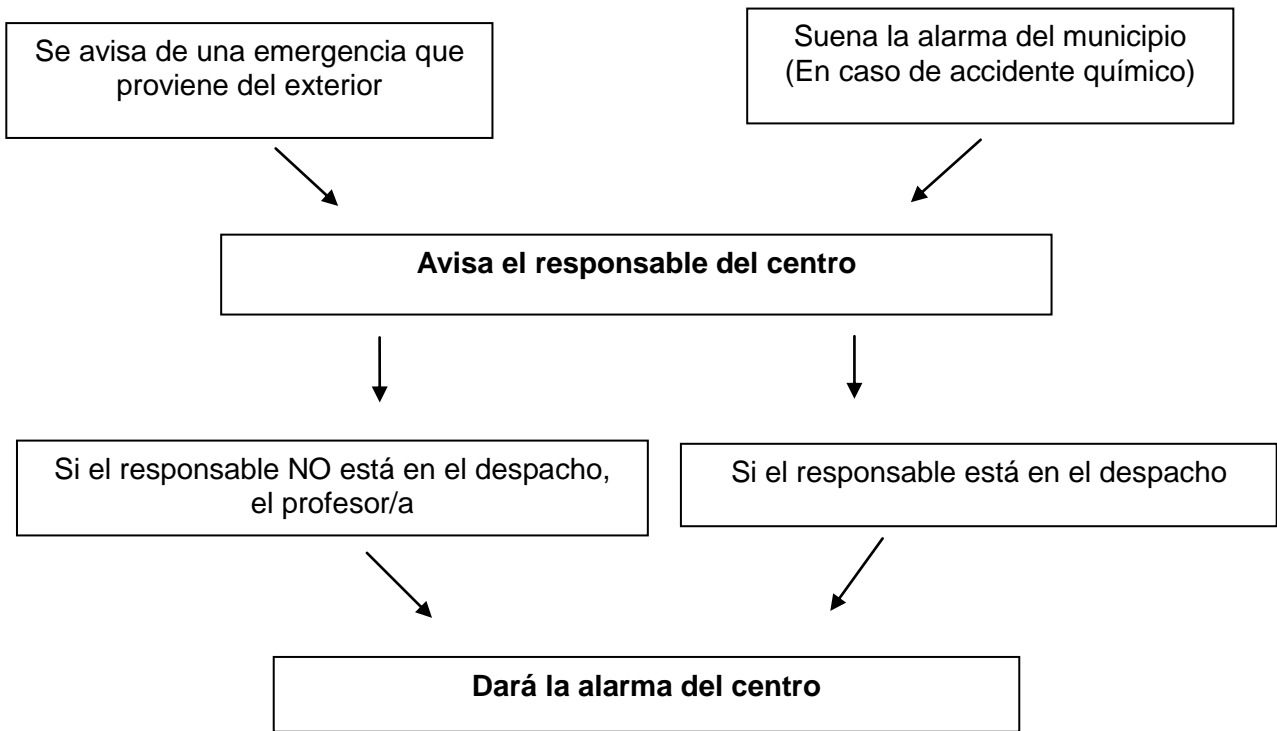 Se avisa de una emergencia que
proviene del exterior
Suena la alarma del municipio
(En caso de accidente químico)
Avisa el responsable del centro
Si el responsable NO está en el despacho,
el profesor/a
Si el responsable está en el despacho
Dará la alarma del centro